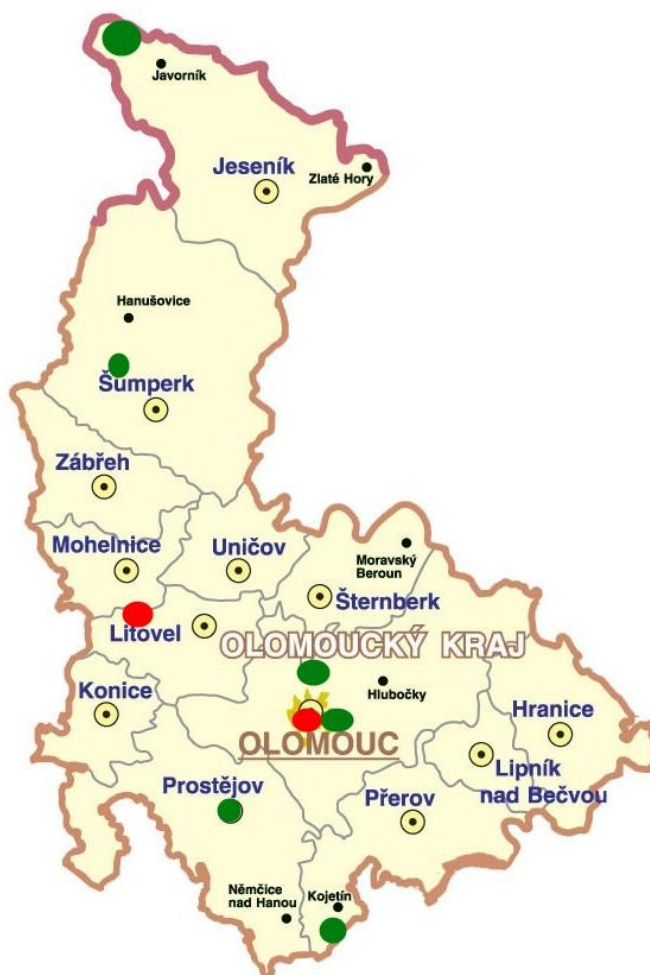 Javorník
Jeseník
Zlaté Hory
Hanušovice
Šumperk
Zábřeh
Mohelnice
Uničov
Moravský
Beroun
Šternberk
Litovel
OLOMOUCKÝ KRAJ
Hlubočky
Konice
Hranice
OLOMOUC
Lipník
nad Bečvou
Prostějov
Přerov
Němčice
nad Hanou
Kojetín